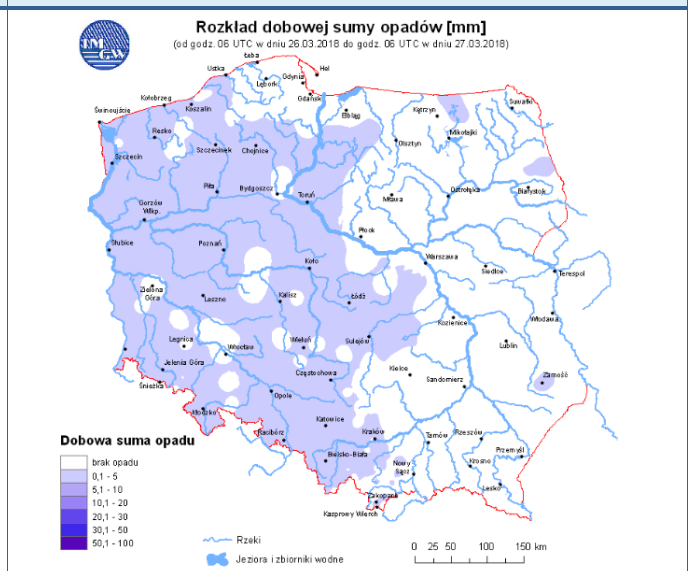 Rozkład dobowej sumy opadów [mm]
(od godz. 06 UTC w dniu 26.03.2018 do godz. 06 UTC w dniu 27.03.2018)
IMGW
Łeba
Ustka
Hel
Lębork
Gdynia
Gdańsk
Kołobrzeg
Koszalin
Świnoujście
Elbląg
Kętrzyn
Suwałki
Resko
Mikołajki
Olsztyn
Szczecinek
Chojnice
Szczecin
Piła
Bydgoszcz
Toruń
Mława
Ostrołęka
Białystok
Gorzów
Wlkp.
Płock
Słubice
Poznań
Koło
Warszawa
Siedlce
Terespol
Zielona
Góra
Leszno
Kalisz
Łódź
Kozienice
Włodawa
Legnica
Wrocław
Wieluń
Sulejów
Lublin
Jelenia Góra
Kielce
Śnieżka
Częstochowa
Sandomierz
Zamość
Opole
Kłodzko
Katowice
Racibórz
Kraków
Tarnów
Rzeszów
Bielsko-Biała
Przemyśl
Nowy
Sącz
Krosno
Lesko
Zakopane
Kasprowy Wierch
Dobowa suma opadu
brak opadu
0,1 - 5
5,1 - 10
10,1 - 20
20,1 - 30
30,1 - 50
50,1 - 100
Rzeki
Jeziora i zbiorniki wodne
0 25 50 100 150 km